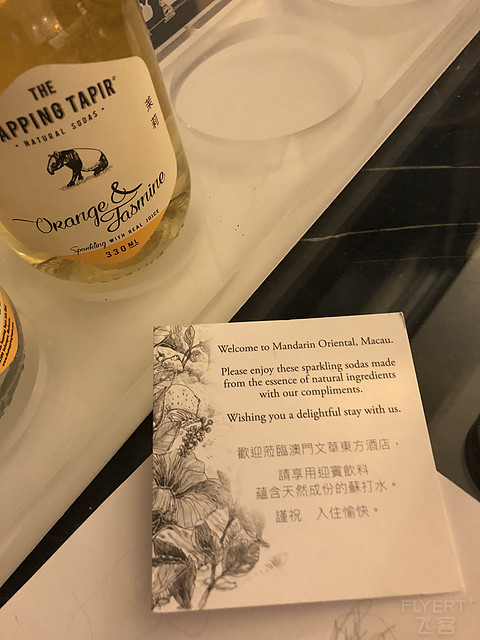 THE
APPING TAPIR
• NATURAL SODAS •
茉莉
Orange &
Jasmine
Sparkling WITH REAL JUICE
330ML
Welcome to Mandarin Oriental, Macau.
Please enjoy these sparkling sodas made
from the essence of natural ingredients
with our compliments.
Wishing you a delightful stay with us.
歡迎蒞臨澳門文華東方酒店，
請享用迎賓飲料
蘊含天然成份的蘇打水。
謹祝　入住愉快。
FLYERT
飞客